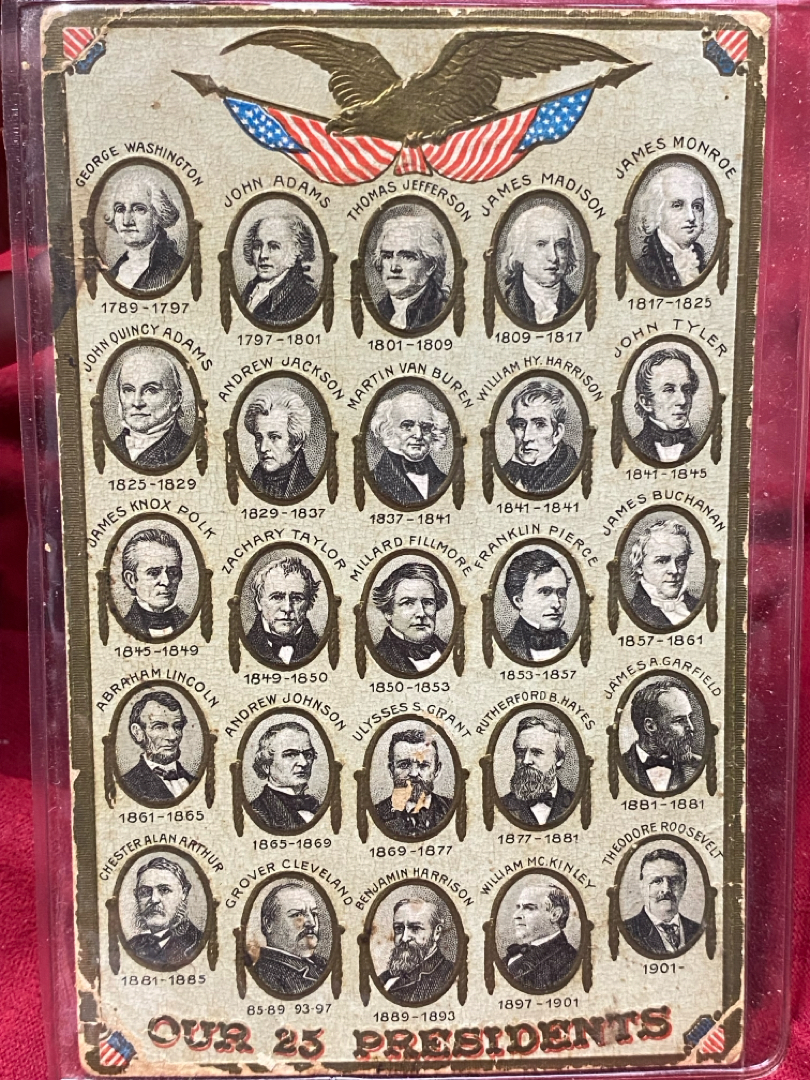 GEORGE WASHINGTON
1789-1797
JOHN ADAMS
1797-1801
THOMAS JEFFERSON
1801-1809
JAMES MADISON
1809-1817
JAMES MONROE
1817-1825
JOHN QUINCY ADAMS
1825-1829
ANDREW JACKSON
1829-1837
MARTIN VAN BUREN
1837-1841
WILLIAM HY. HARRISON
1841-1841
JOHN TYLER
1841-1845
JAMES KNOX POLK
1845-1849
ZACHARY TAYLOR
1849-1850
MILLARD FILLMORE
1850-1853
FRANKLIN PIERCE
1853-1857
JAMES BUCHANAN
1857-1861
ABRAHAM LINCOLN
1861-1865
ANDREW JOHNSON
1865-1869
ULYSSES S. GRANT
1869-1877
RUTHERFORD B. HAYES
1877-1881
JAMES A. GARFIELD
1881-1881
CHESTER ALAN ARTHUR
1881-1885
GROVER CLEVELAND
85-89 93-97
BENJAMIN HARRISON
1889-1893
WILLIAM MC. KINLEY
1897-1901
THEODORE ROOSEVELT
1901-
OUR 25 PRESIDENTS